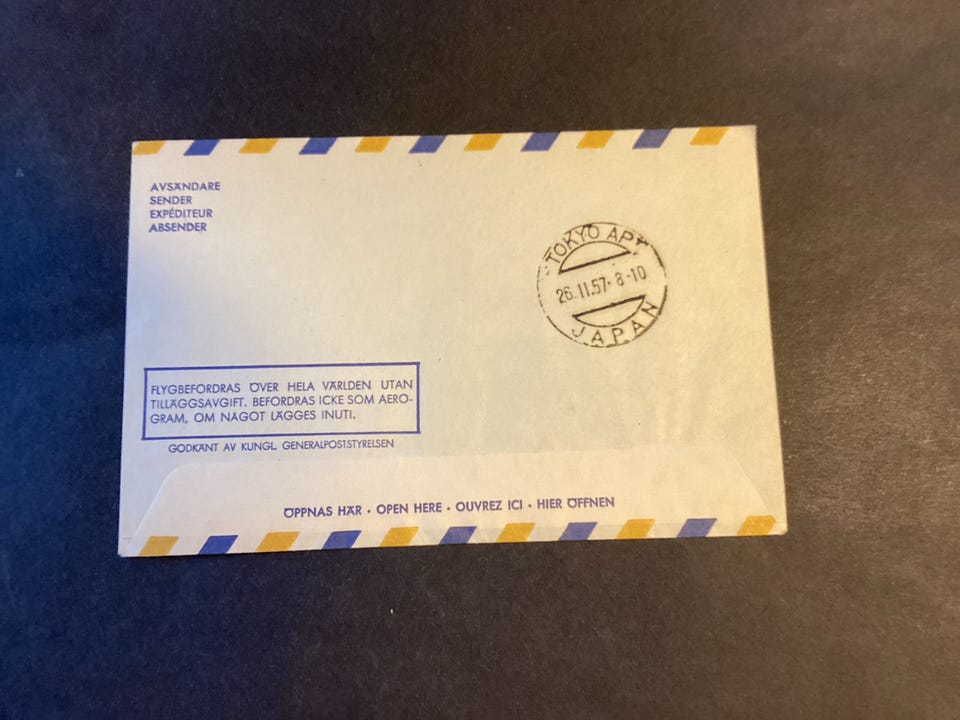 AVSÄNDARE
SENDER
EXPÉDITEUR
ABSENDER
TOKYO APT
26.11.57. 8-10
JAPAN
FLYGBEFORDRAS ÖVER HELA VÄRLDEN UTAN
TILLÄGGSAVGIFT. BEFORDRAS ICKE SOM AERO-
GRAM, OM NÅGOT LÄGGES INUTI.
GODKÄNT AV KUNGL. GENERALPOSTSTYRELSEN
ÖPPNAS HÄR • OPEN HERE • OUVREZ ICI • HIER ÖFFNEN